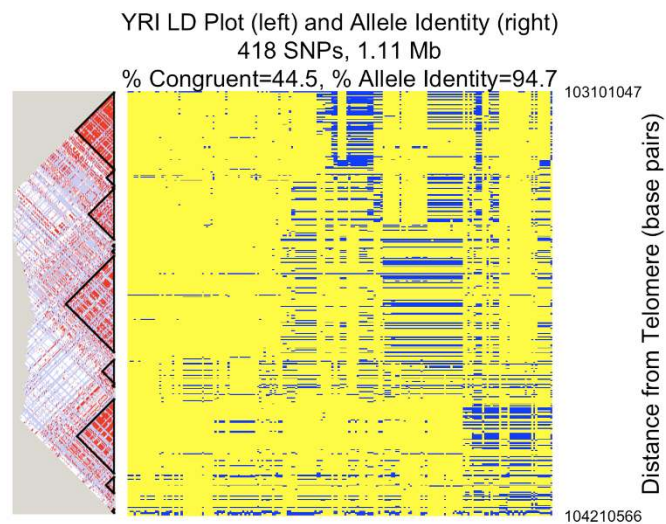 YRI LD Plot (left) and Allele Identity (right)
418 SNPs, 1.11 Mb
% Congruent=44.5, % Allele Identity=94.7
103101047
Distance from Telomere (base pairs)
104210566